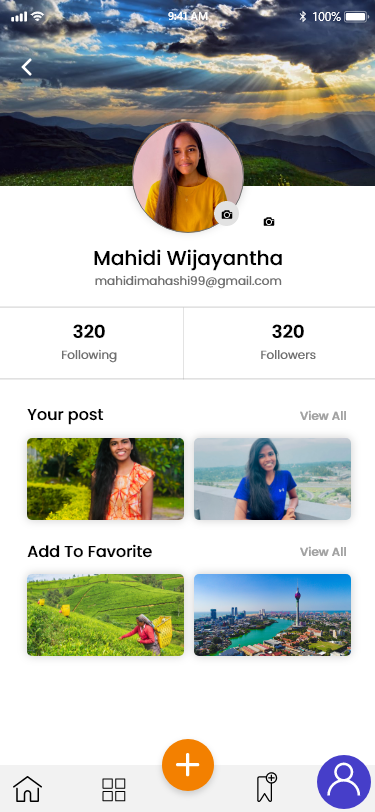 9:41 AM
100%
Mahidi Wijayantha
mahidimahashi99@gmail.com
320
Following
320
Followers
Your post
View All
Add To Favorite
View All